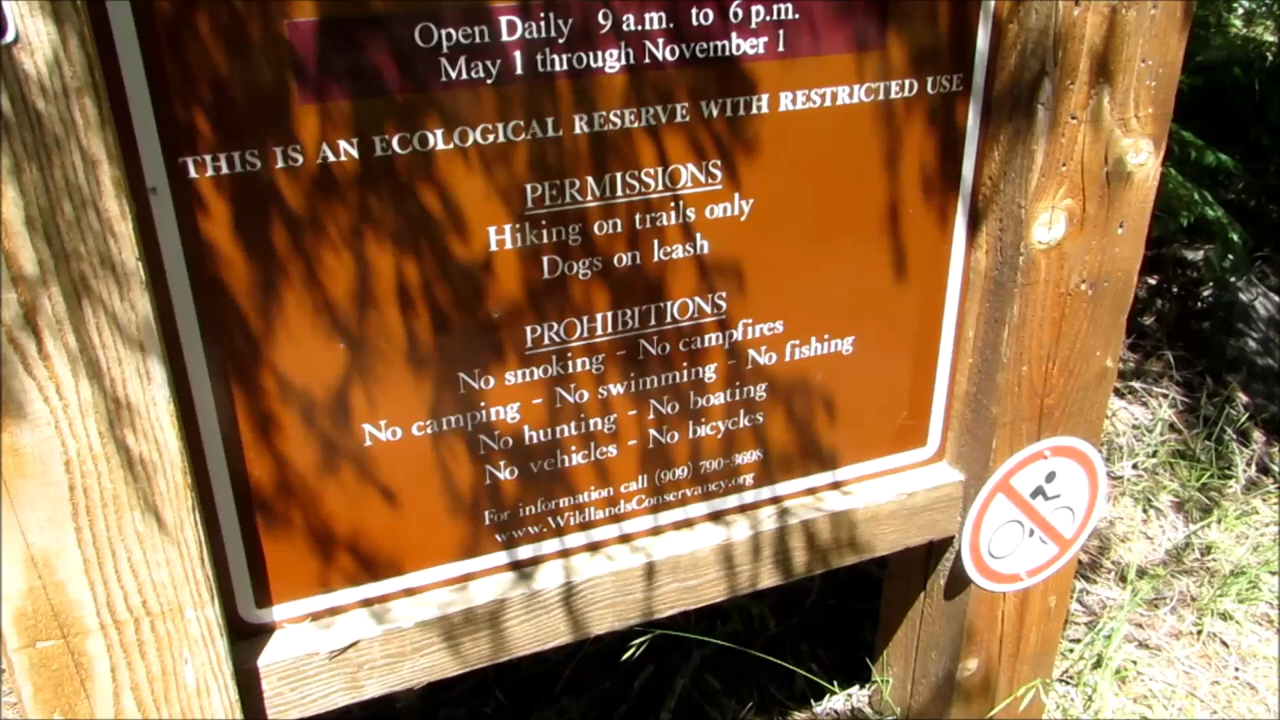 Open Daily 9 a.m. to 6 p.m.
May 1 through November 1
THIS IS AN ECOLOGICAL RESERVE WITH RESTRICTED USE
PERMISSIONS
Hiking on trails only
Dogs on leash
PROHIBITIONS
No smoking - No campfires
No camping - No swimming - No fishing
No hunting - No boating
No vehicles - No bicycles
For information call (909) 790-3698
www.WildlandsConservancy.org